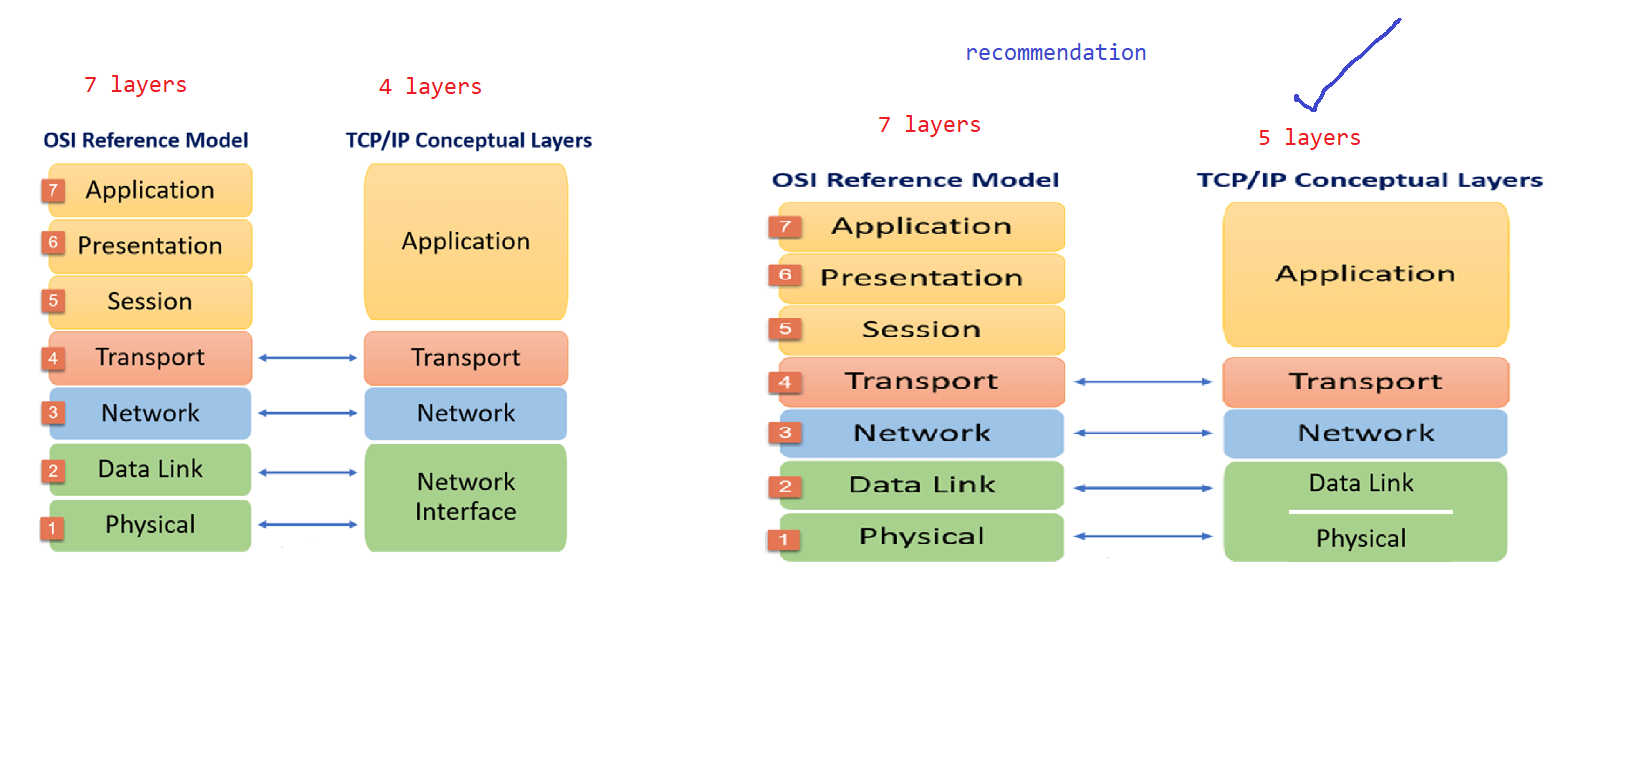 recommendation
7 layers
4 layers
OSI Reference Model
TCP/IP Conceptual Layers
7 Application
6 Presentation
5 Session
4 Transport
3 Network
2 Data Link
1 Physical
Application
Transport
Network
Network
Interface
7 layers
5 layers
OSI Reference Model
TCP/IP Conceptual Layers
7 Application
6 Presentation
5 Session
4 Transport
3 Network
2 Data Link
1 Physical
Application
Transport
Network
Data Link
Physical